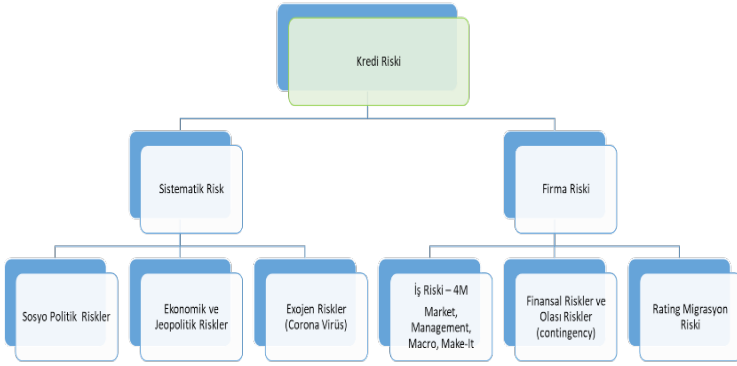 Kredi Riski
Sistematik Risk
Firma Riski
Sosyo Politik Riskler
Ekonomik ve
Jeopolitik Riskler
Exojen Riskler
(Corona Virüs)
İş Riski – 4M
Market,
Management,
Macro, Make-It
Finansal Riskler ve
Olası Riskler
(contingency)
Rating Migrasyon
Riski